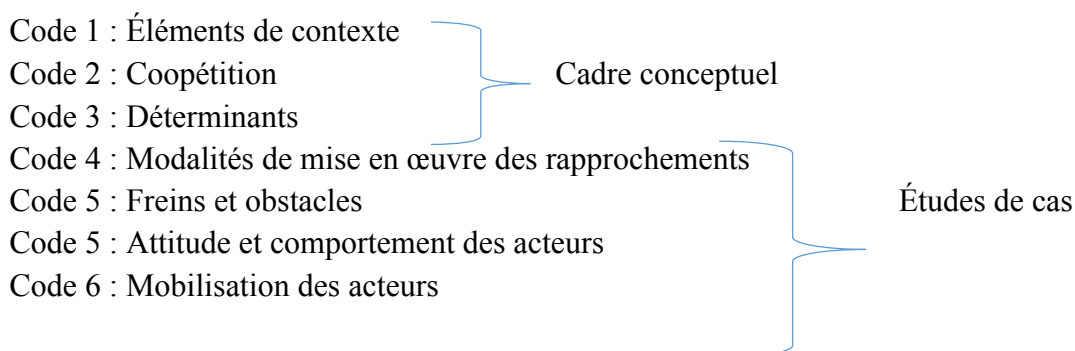 Code 1 : Éléments de contexte
Code 2 : Coopétition Cadre conceptuel
Code 3 : Déterminants
Code 4 : Modalités de mise en œuvre des rapprochements
Code 5 : Freins et obstacles Études de cas
Code 5 : Attitude et comportement des acteurs
Code 6 : Mobilisation des acteurs